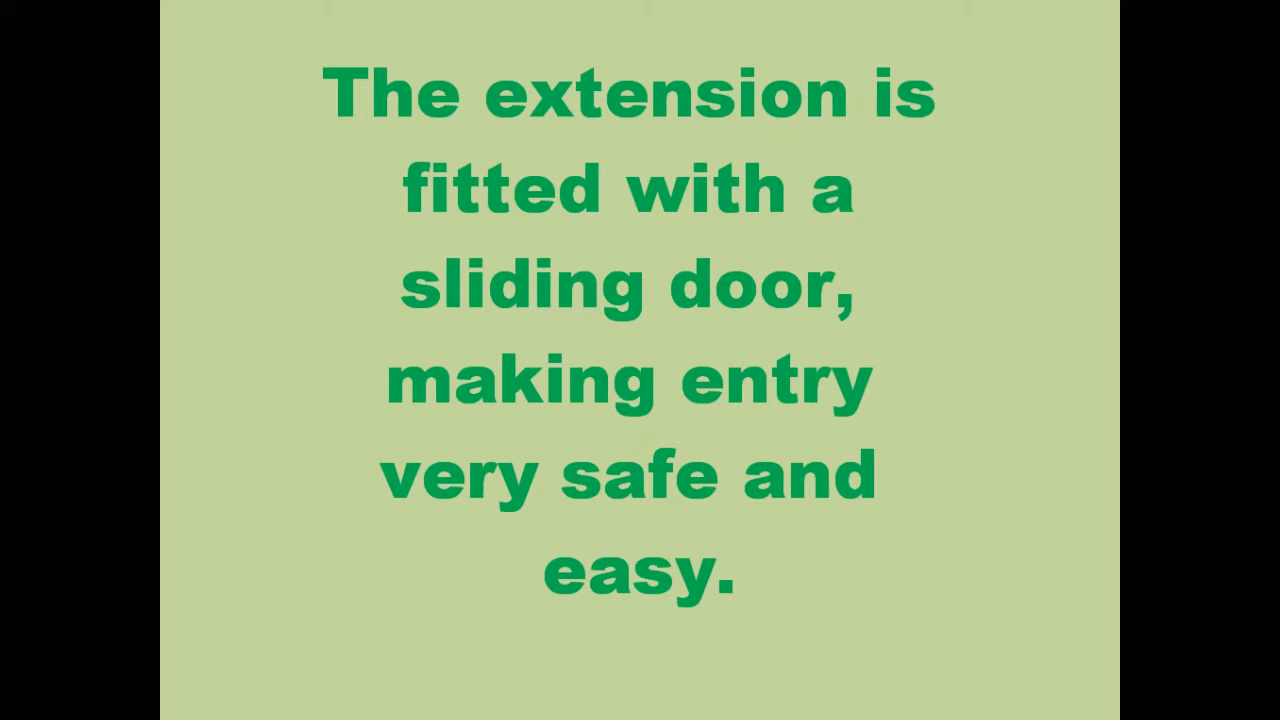 The extension is
fitted with a
sliding door,
making entry
very safe and
easy.